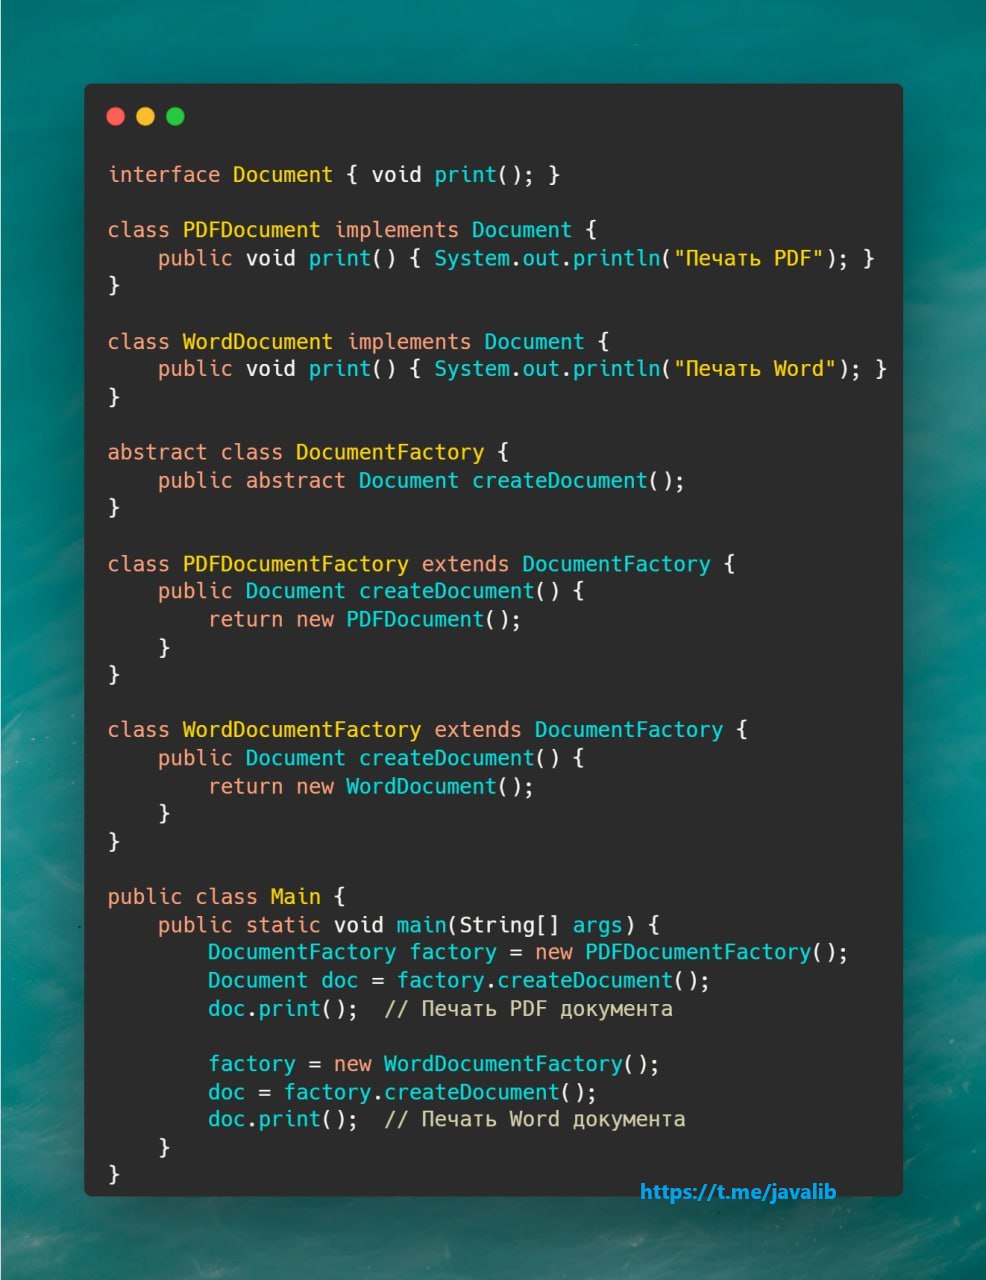 interface Document { void print(); }
class PDFDocument implements Document {
    public void print() { System.out.println("Печать PDF"); }
}
class WordDocument implements Document {
    public void print() { System.out.println("Печать Word"); }
}
abstract class DocumentFactory {
    public abstract Document createDocument();
}
class PDFDocumentFactory extends DocumentFactory {
    public Document createDocument() {
        return new PDFDocument();
    }
}
class WordDocumentFactory extends DocumentFactory {
    public Document createDocument() {
        return new WordDocument();
    }
}
public class Main {
    public static void main(String[] args) {
        DocumentFactory factory = new PDFDocumentFactory();
        Document doc = factory.createDocument();
        doc.print();  // Печать PDF документа
        factory = new WordDocumentFactory();
        doc = factory.createDocument();
        doc.print();  // Печать Word документа
    }
}
https://t.me/javalib